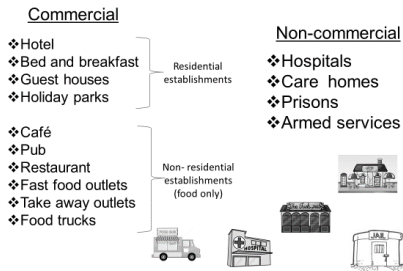 Commercial
❖Hotel
❖Bed and breakfast
❖Guest houses
❖Holiday parks
Residential
establishments
❖Café
❖Pub
❖Restaurant
❖Fast food outlets
❖Take away outlets
❖Food trucks
Non- residential
establishments
(food only)
Non-commercial
❖Hospitals
❖Care  homes
❖Prisons
❖Armed services
HOSPITAL
JAIL